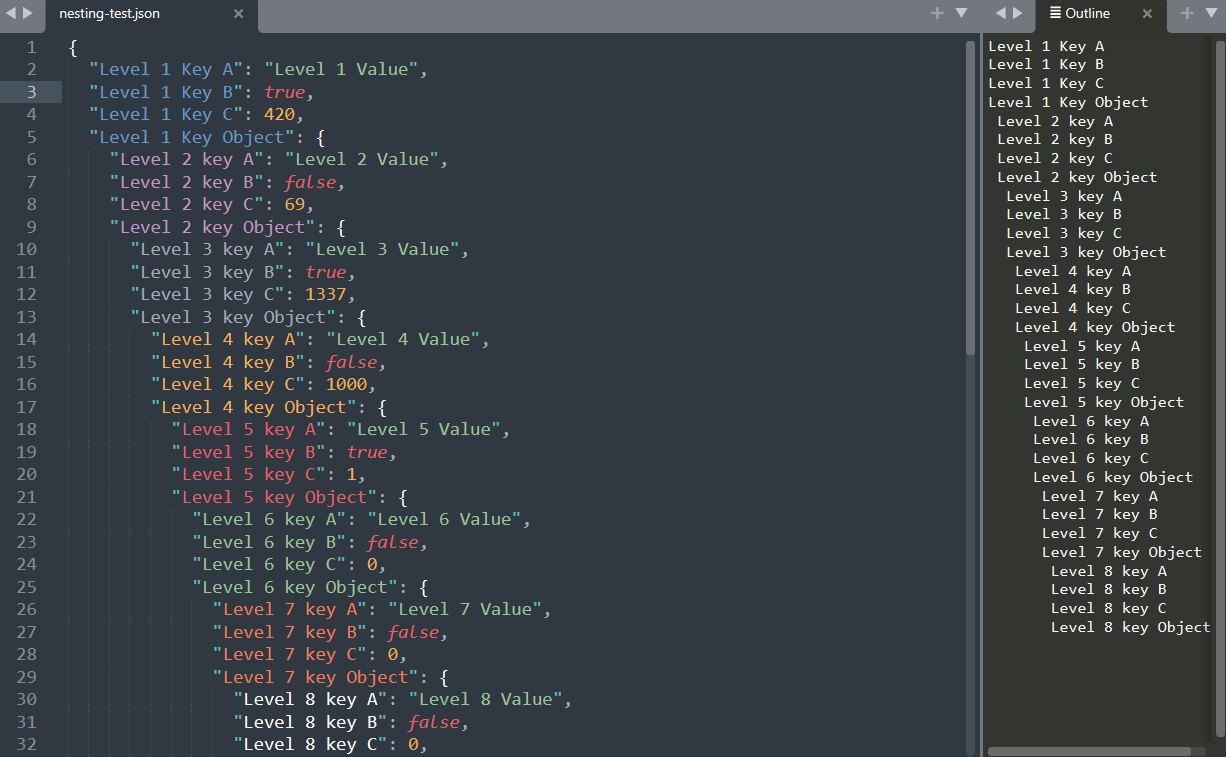 nesting-test.json
1 {
2 "Level 1 Key A": "Level 1 Value",
3 "Level 1 Key B": true,
4 "Level 1 Key C": 420,
5 "Level 1 Key Object": {
6 "Level 2 key A": "Level 2 Value",
7 "Level 2 key B": false,
8 "Level 2 key C": 69,
9 "Level 2 key Object": {
10 "Level 3 key A": "Level 3 Value",
11 "Level 3 key B": true,
12 "Level 3 key C": 1337,
13 "Level 3 key Object": {
14 "Level 4 key A": "Level 4 Value",
15 "Level 4 key B": false,
16 "Level 4 key C": 1000,
17 "Level 4 key Object": {
18 "Level 5 key A": "Level 5 Value",
19 "Level 5 key B": true,
20 "Level 5 key C": 1,
21 "Level 5 key Object": {
22 "Level 6 key A": "Level 6 Value",
23 "Level 6 key B": false,
24 "Level 6 key C": 0,
25 "Level 6 key Object": {
26 "Level 7 key A": "Level 7 Value",
27 "Level 7 key B": false,
28 "Level 7 key C": 0,
29 "Level 7 key Object": {
30 "Level 8 key A": "Level 8 Value",
31 "Level 8 key B": false,
32 "Level 8 key C": 0,
Outline
Level 1 Key A
Level 1 Key B
Level 1 Key C
Level 1 Key Object
Level 2 key A
Level 2 key B
Level 2 key C
Level 2 key Object
Level 3 key A
Level 3 key B
Level 3 key C
Level 3 key Object
Level 4 key A
Level 4 key B
Level 4 key C
Level 4 key Object
Level 5 key A
Level 5 key B
Level 5 key C
Level 5 key Object
Level 6 key A
Level 6 key B
Level 6 key C
Level 6 key Object
Level 7 key A
Level 7 key B
Level 7 key C
Level 7 key Object
Level 8 key A
Level 8 key B
Level 8 key C
Level 8 key Object